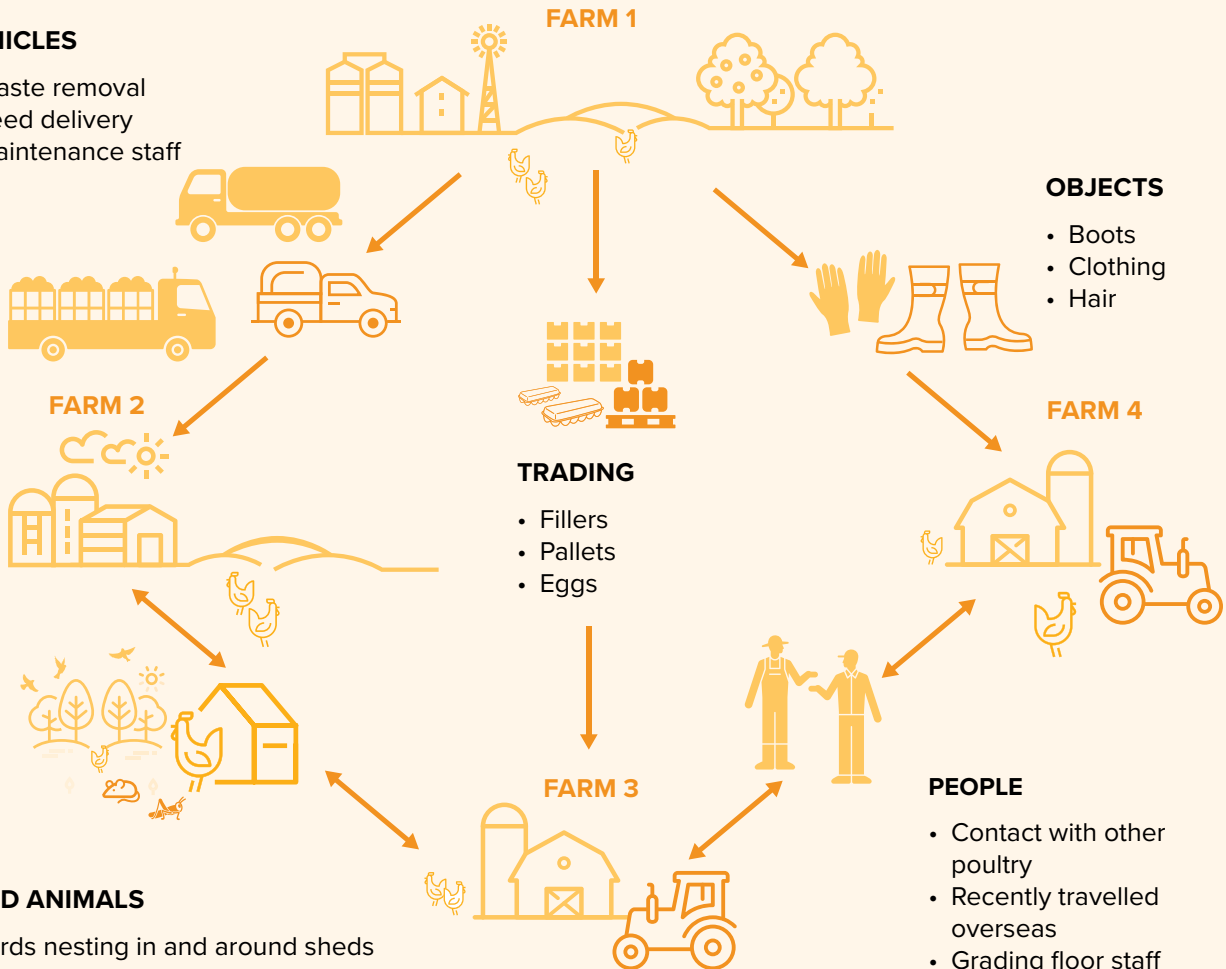 FARM 1
HICLES
aste removal
eed delivery
aintenance staff
OBJECTS
• Boots
• Clothing
• Hair
FARM 2
FARM 4
TRADING
• Fillers
• Pallets
• Eggs
FARM 3
PEOPLE
• Contact with other
poultry
• Recently travelled
overseas
• Grading floor staff
D ANIMALS
rds nesting in and around sheds